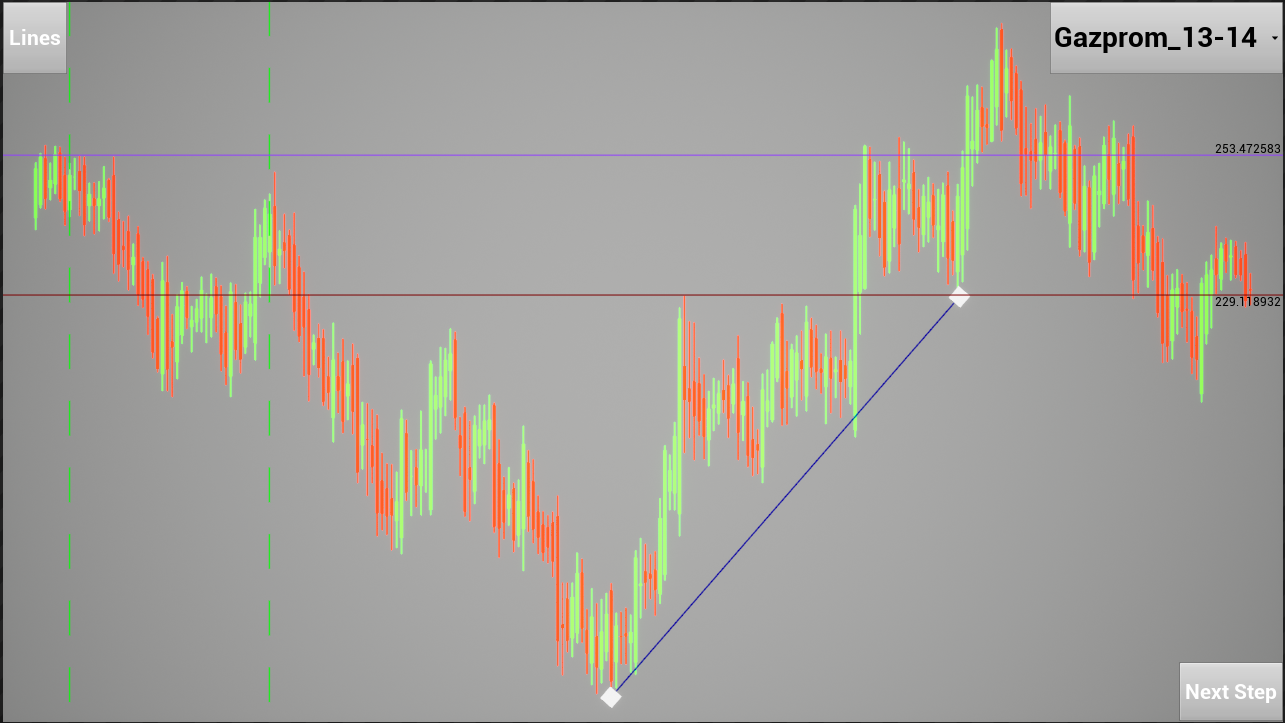 Lines
Gazprom_13-14
253.472583
229.118932
Next Step